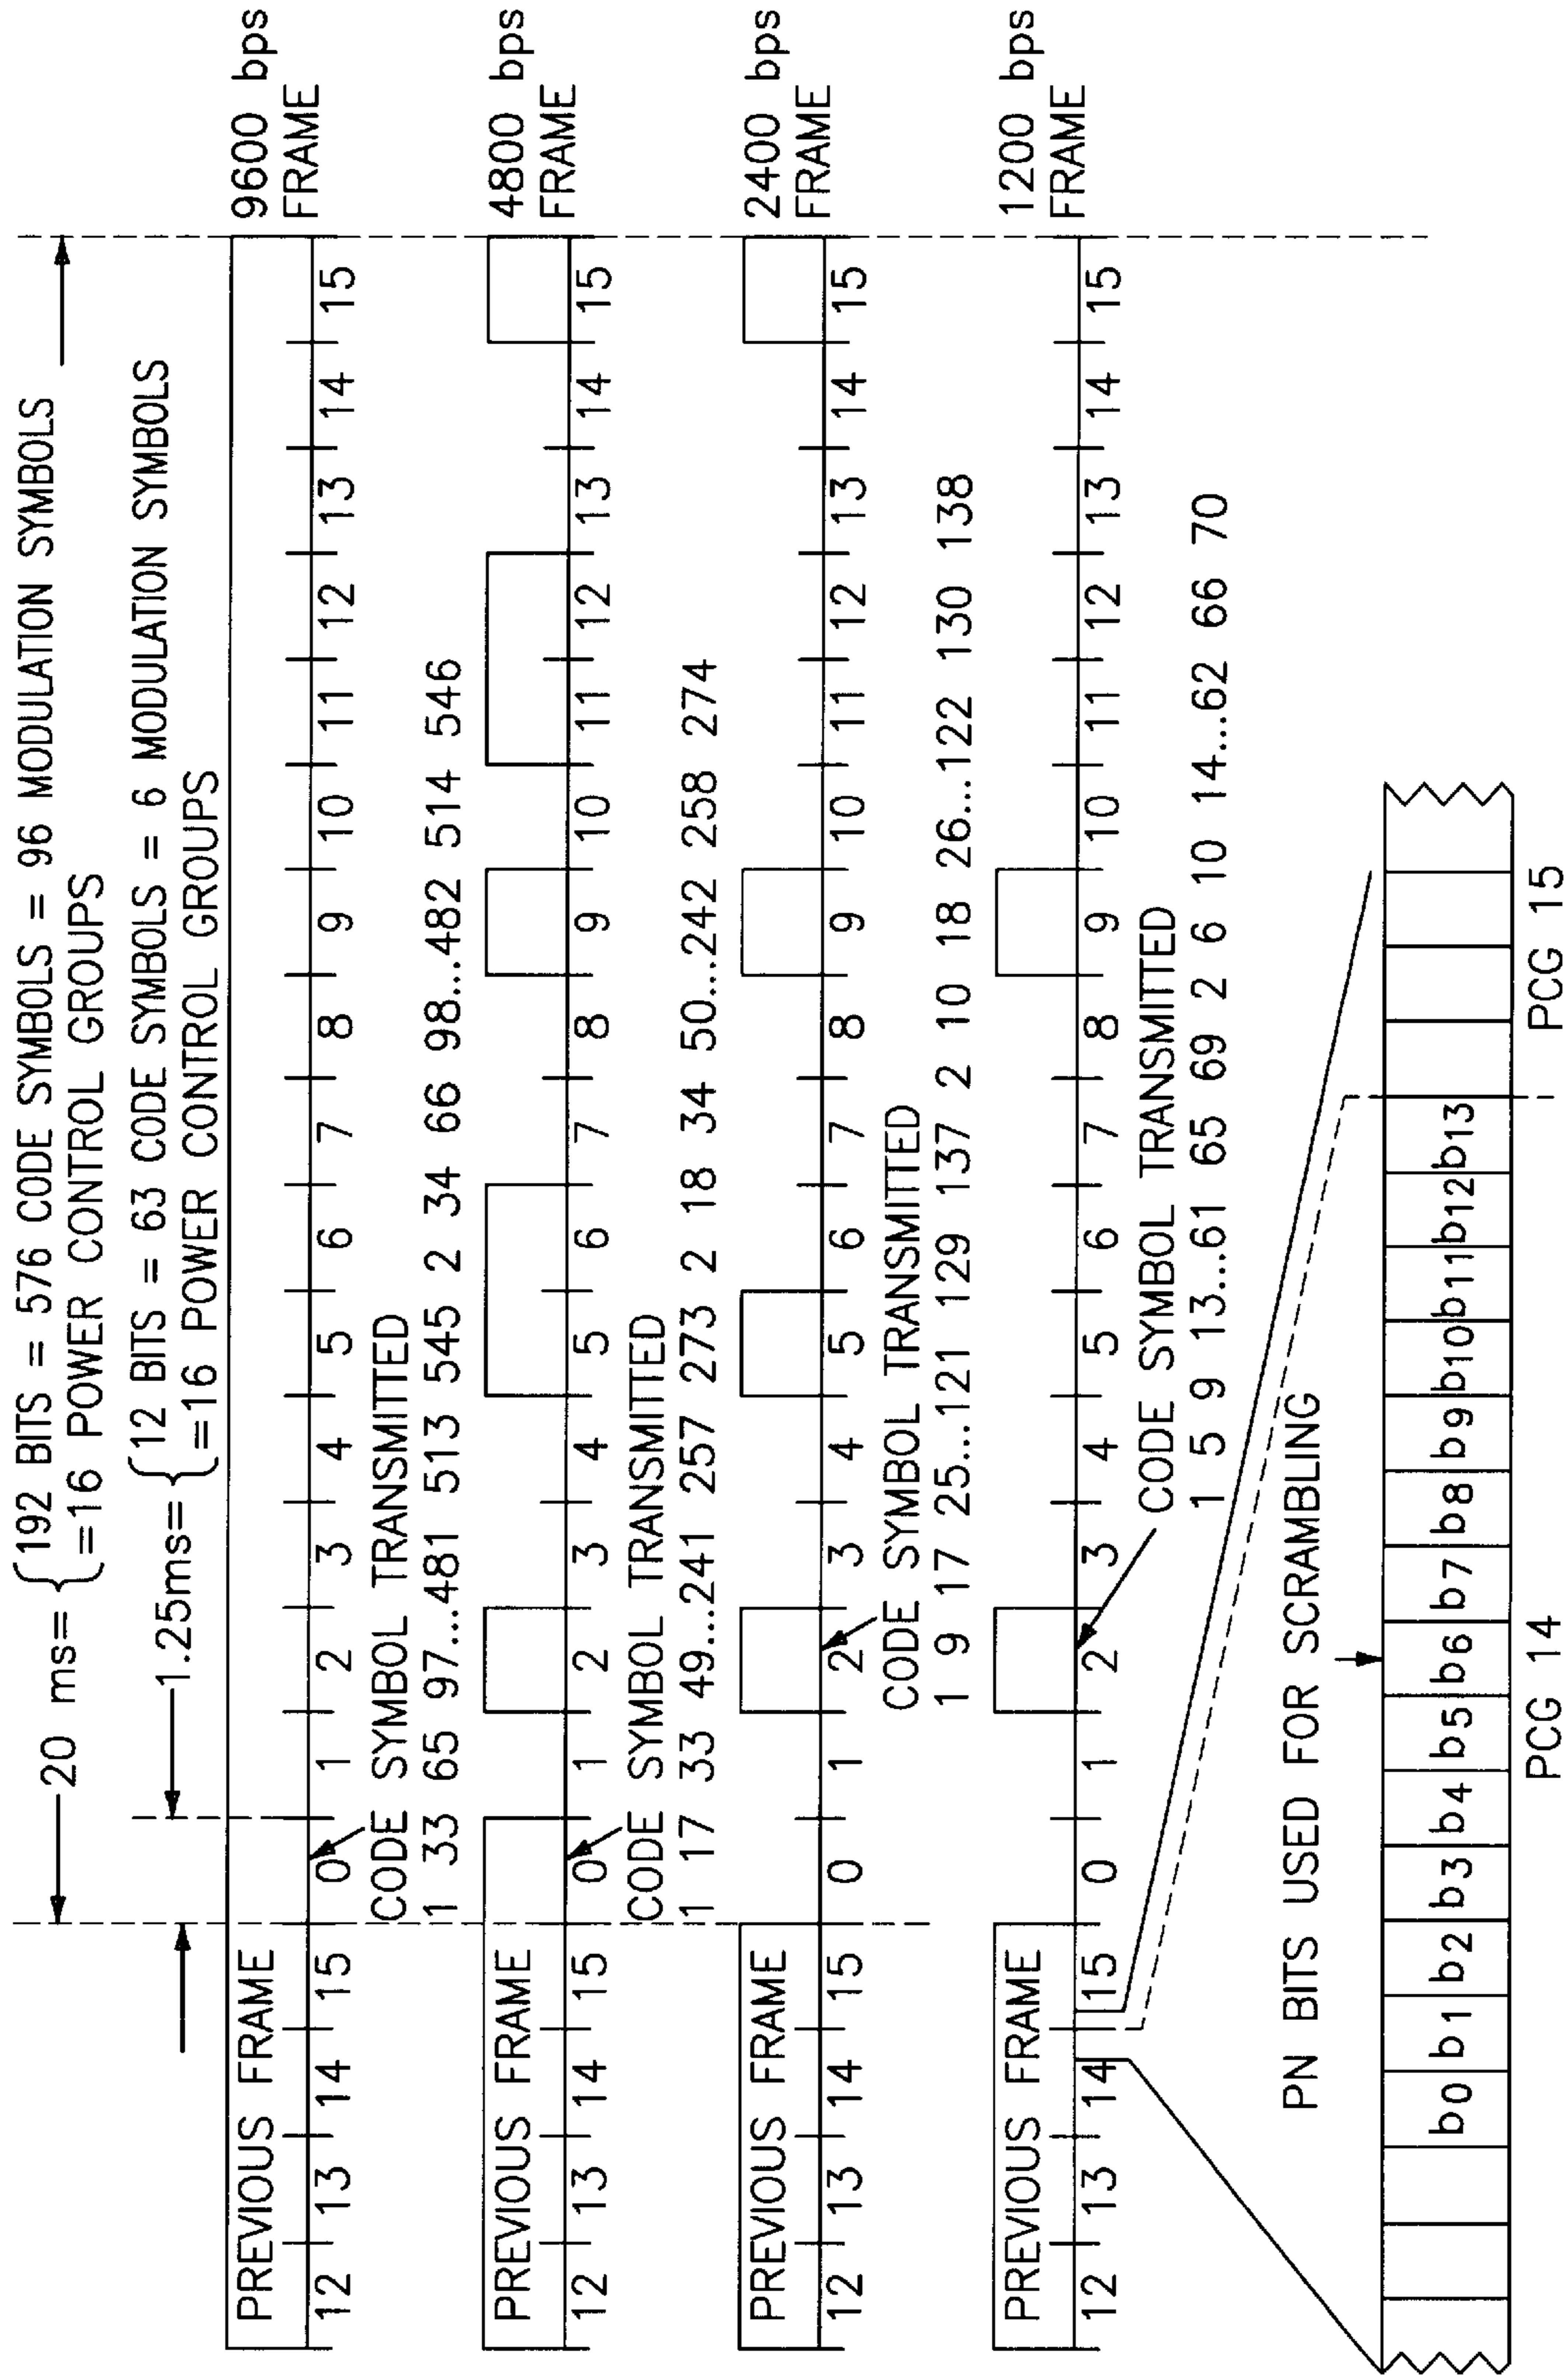 20 ms= 192 BITS = 576 CODE SYMBOLS = 96 MODULATION SYMBOLS
=16 POWER CONTROL GROUPS
1.25ms= 12 BITS = 63 CODE SYMBOLS = 6 MODULATION SYMBOLS
=16 POWER CONTROL GROUPS
PREVIOUS FRAME
9600 bps
FRAME
12 13 14 15 0 1 2 3 4 5 6 7 8 9 10 11 12 13 14 15
CODE SYMBOL TRANSMITTED
1 33 65 97...481 513 545 2 34 66 98...482 514 546
PREVIOUS FRAME
4800 bps
FRAME
12 13 14 15 0 1 2 3 4 5 6 7 8 9 10 11 12 13 14 15
CODE SYMBOL TRANSMITTED
1 17 33 49...241 257 273 2 18 34 50...242 258 274
PREVIOUS FRAME
2400 bps
FRAME
12 13 14 15 0 1 2 3 4 5 6 7 8 9 10 11 12 13 14 15
CODE SYMBOL TRANSMITTED
1 9 17 25...121 129 137 2 10 18 26...122 130 138
PREVIOUS FRAME
1200 bps
FRAME
12 13 14 15 0 1 2 3 4 5 6 7 8 9 10 11 12 13 14 15
CODE SYMBOL TRANSMITTED
1 5 9 13...61 65 69 2 6 10 14...62 66 70
PN BITS USED FOR SCRAMBLING
b0 b1 b2 b3 b4 b5 b6 b7 b8 b9 b10 b11 b12 b13
PCG 14 PCG 15